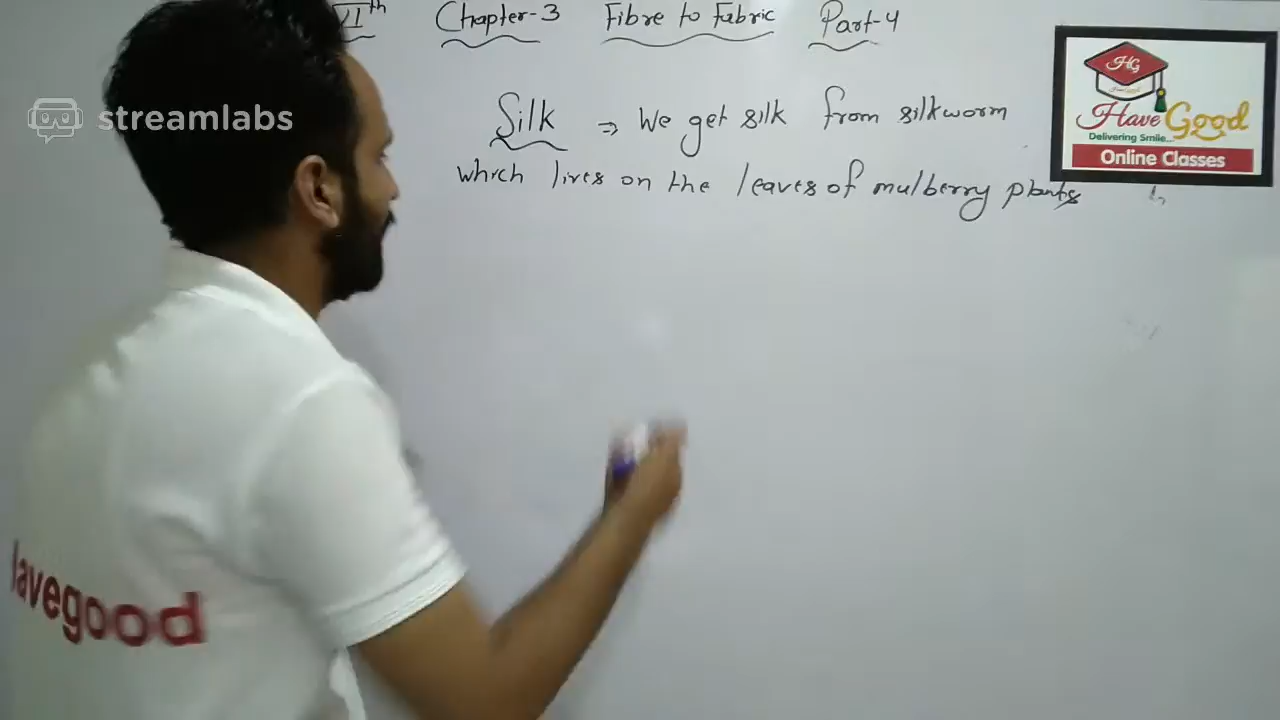 VIth Chapter-3 Fibre to Fabric Part-4
Silk ⇒ We get silk from silkworm
which lives on the leaves of mulberry plants
streamlabs
HG
Have Good
Delivering Smile...
Online Classes
avegood